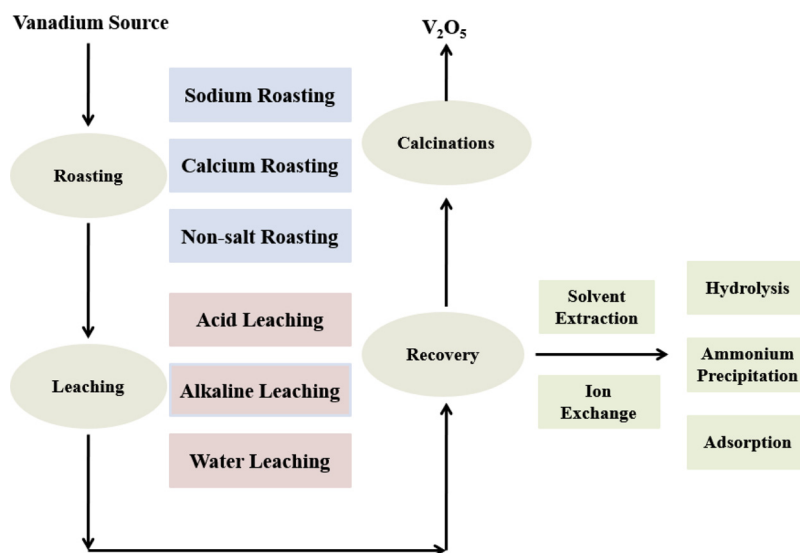 Vanadium Source
V₂O₅
Sodium Roasting
Calcinations
Calcium Roasting
Roasting
Non-salt Roasting
Solvent
Extraction
Hydrolysis
Acid Leaching
Recovery
Ammonium
Precipitation
Leaching
Alkaline Leaching
Ion
Exchange
Adsorption
Water Leaching